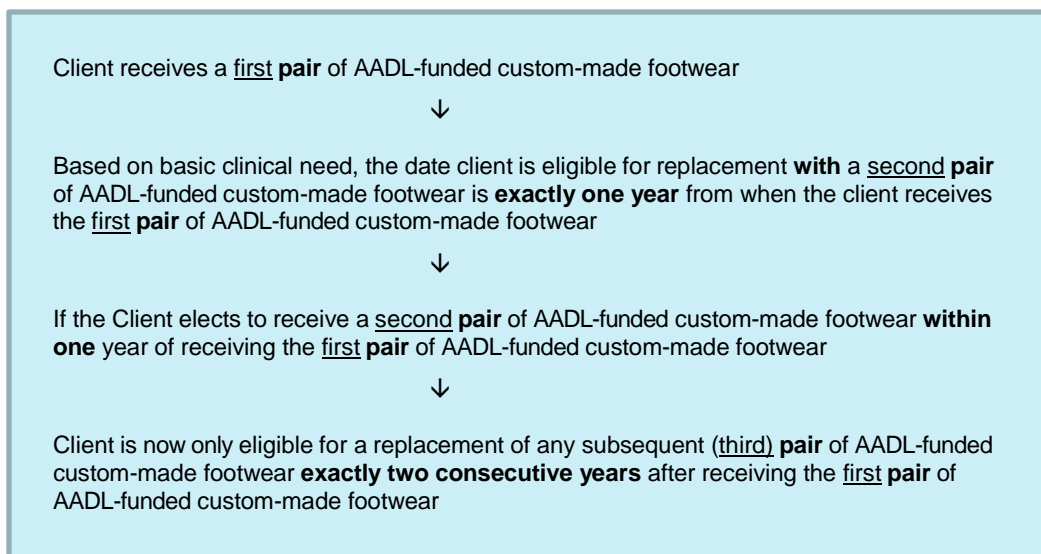 Client receives a first pair of AADL-funded custom-made footwear
↓
Based on basic clinical need, the date client is eligible for replacement with a second pair
of AADL-funded custom-made footwear is exactly one year from when the client receives
the first pair of AADL-funded custom-made footwear
↓
If the Client elects to receive a second pair of AADL-funded custom-made footwear within
one year of receiving the first pair of AADL-funded custom-made footwear
↓
Client is now only eligible for a replacement of any subsequent (third) pair of AADL-funded
custom-made footwear exactly two consecutive years after receiving the first pair of
AADL-funded custom-made footwear